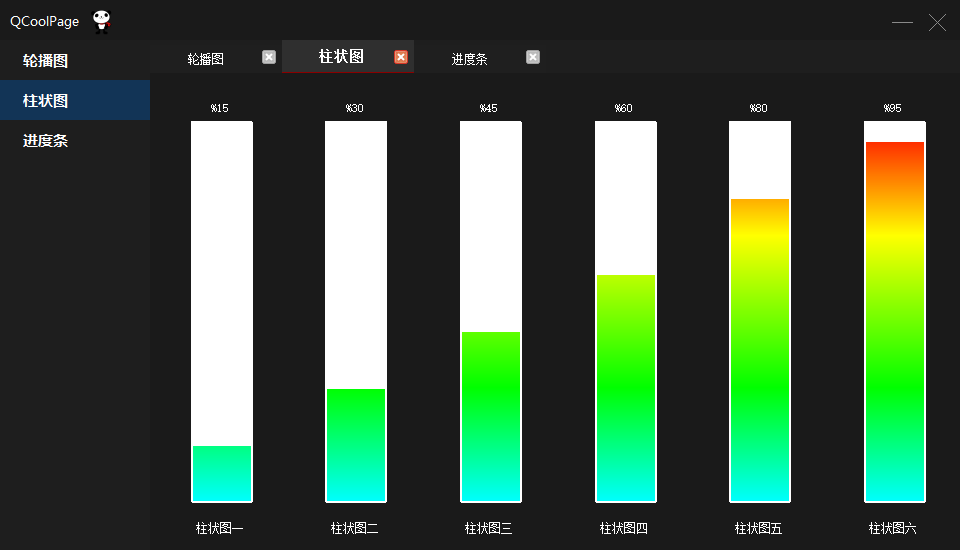 QCoolPage
轮播图
柱状图
进度条
轮播图
柱状图
进度条
%15
%30
%45
%60
%80
%95
柱状图一
柱状图二
柱状图三
柱状图四
柱状图五
柱状图六